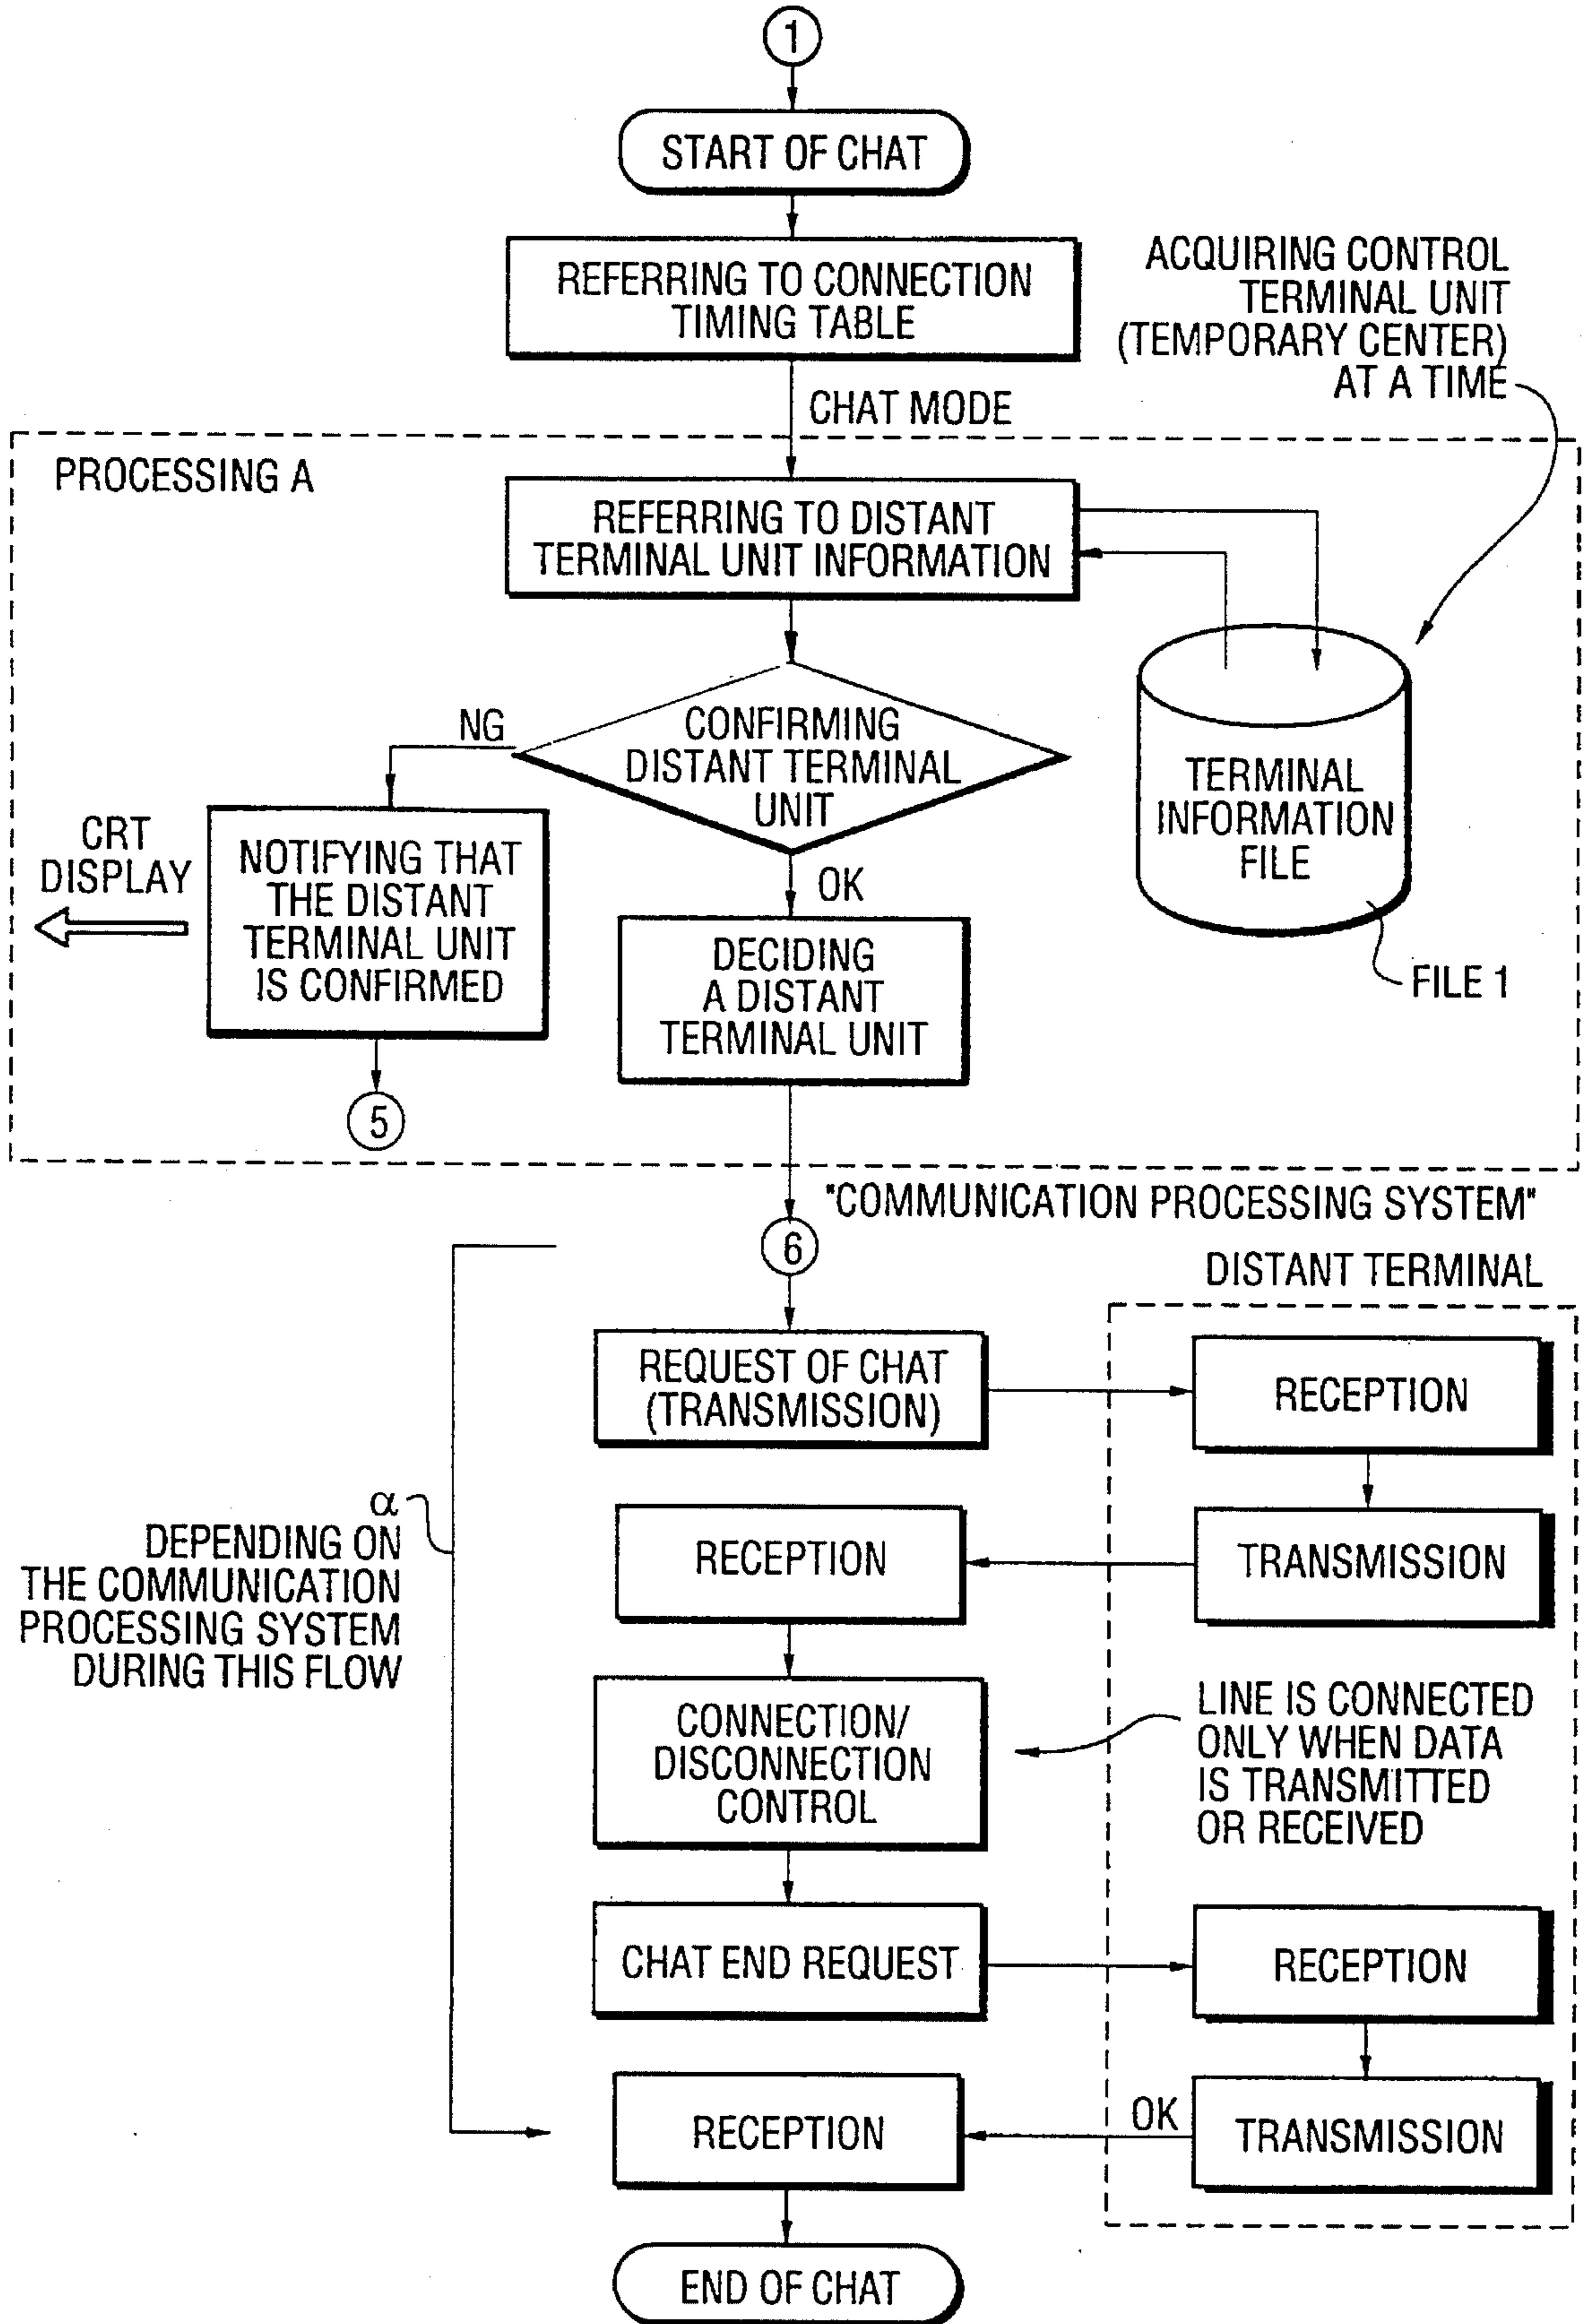 1
START OF CHAT
REFERRING TO CONNECTION
TIMING TABLE
ACQUIRING CONTROL
TERMINAL UNIT
(TEMPORARY CENTER)
AT A TIME
CHAT MODE
PROCESSING A
REFERRING TO DISTANT
TERMINAL UNIT INFORMATION
NG
CONFIRMING
DISTANT TERMINAL
UNIT
TERMINAL
INFORMATION
FILE
CRT
DISPLAY
NOTIFYING THAT
THE DISTANT
TERMINAL UNIT
IS CONFIRMED
OK
DECIDING
A DISTANT
TERMINAL UNIT
FILE 1
5
"COMMUNICATION PROCESSING SYSTEM"
6
DISTANT TERMINAL
REQUEST OF CHAT
(TRANSMISSION)
RECEPTION
α
DEPENDING ON
THE COMMUNICATION
PROCESSING SYSTEM
DURING THIS FLOW
RECEPTION
TRANSMISSION
CONNECTION/
DISCONNECTION
CONTROL
LINE IS CONNECTED
ONLY WHEN DATA
IS TRANSMITTED
OR RECEIVED
CHAT END REQUEST
RECEPTION
RECEPTION
OK
TRANSMISSION
END OF CHAT